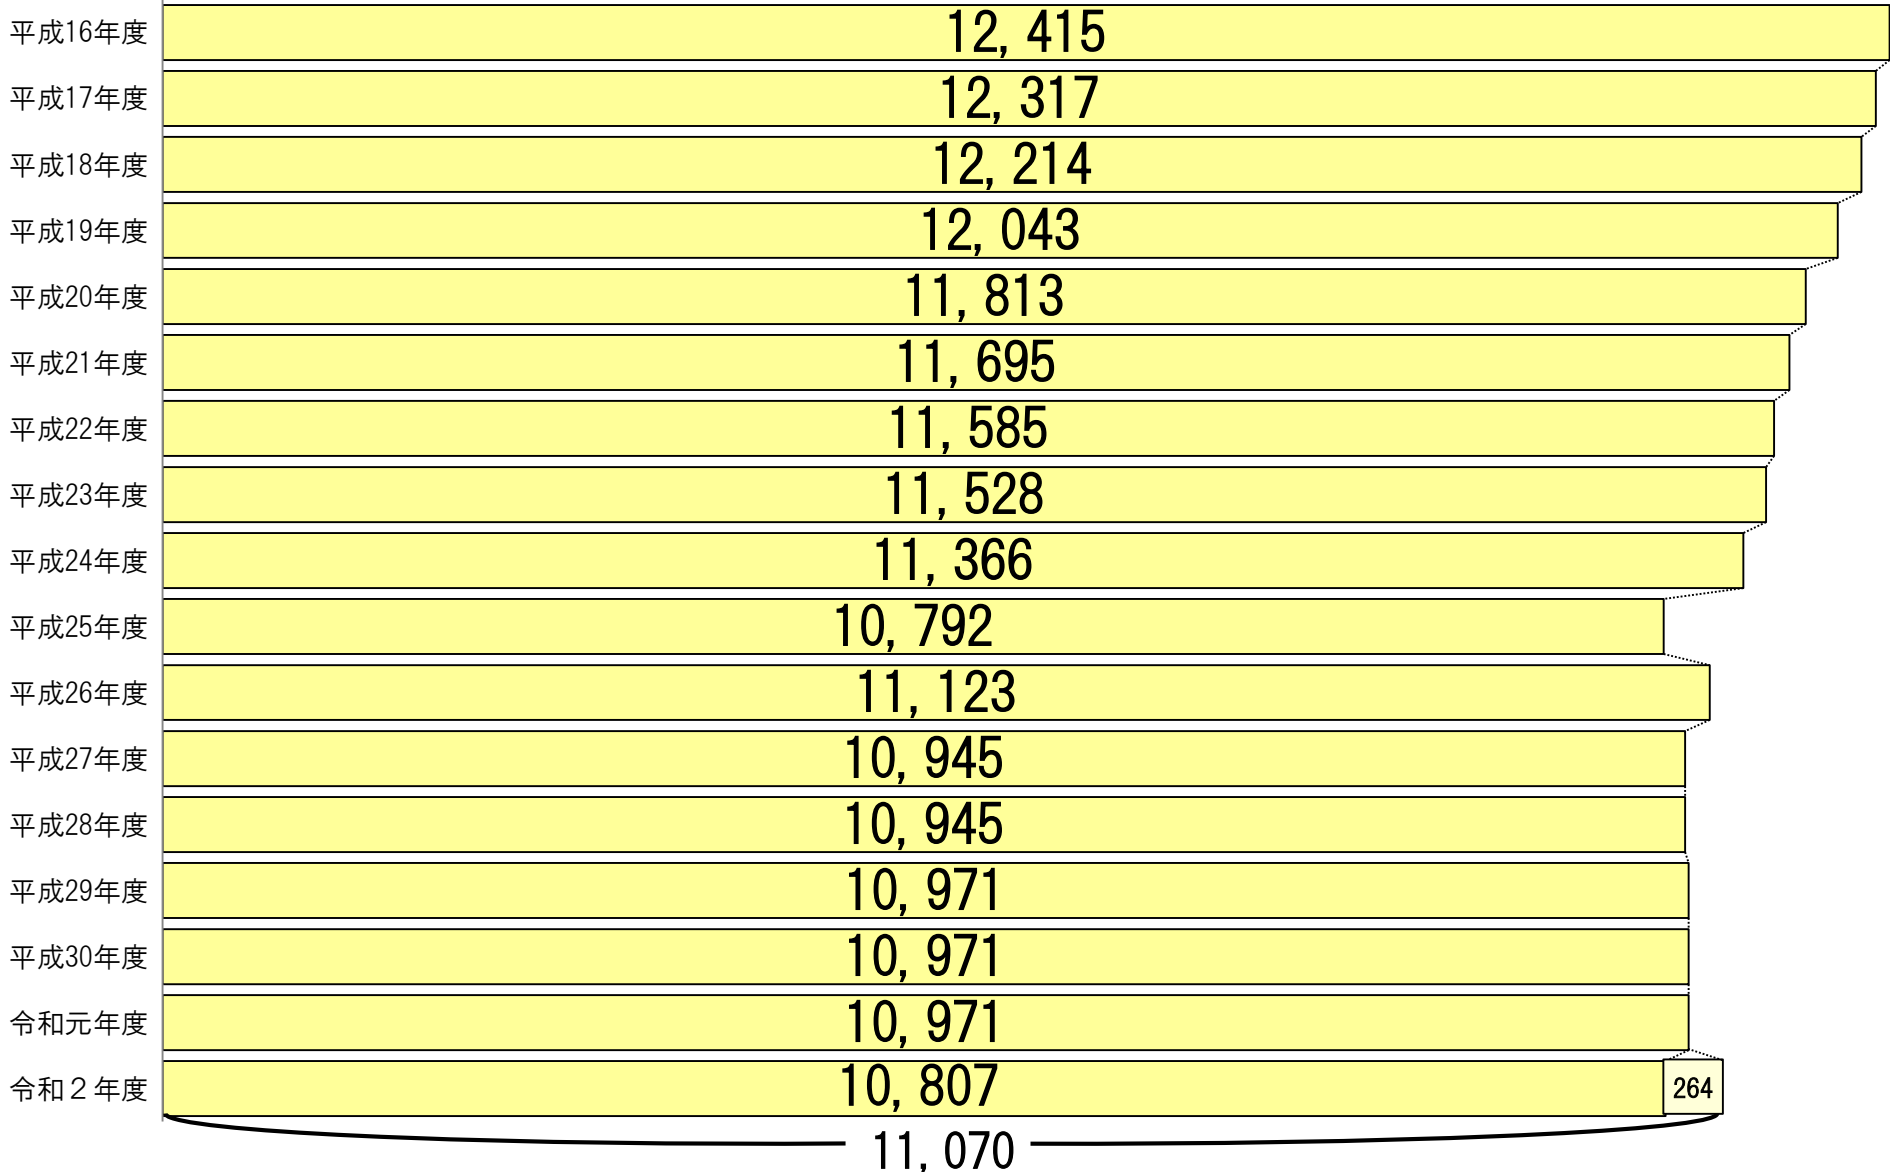 平成16年度 12,415
平成17年度 12,317
平成18年度 12,214
平成19年度 12,043
平成20年度 11,813
平成21年度 11,695
平成22年度 11,585
平成23年度 11,528
平成24年度 11,366
平成25年度 10,792
平成26年度 11,123
平成27年度 10,945
平成28年度 10,945
平成29年度 10,971
平成30年度 10,971
令和元年度 10,971
令和２年度 10,807 264
11,070